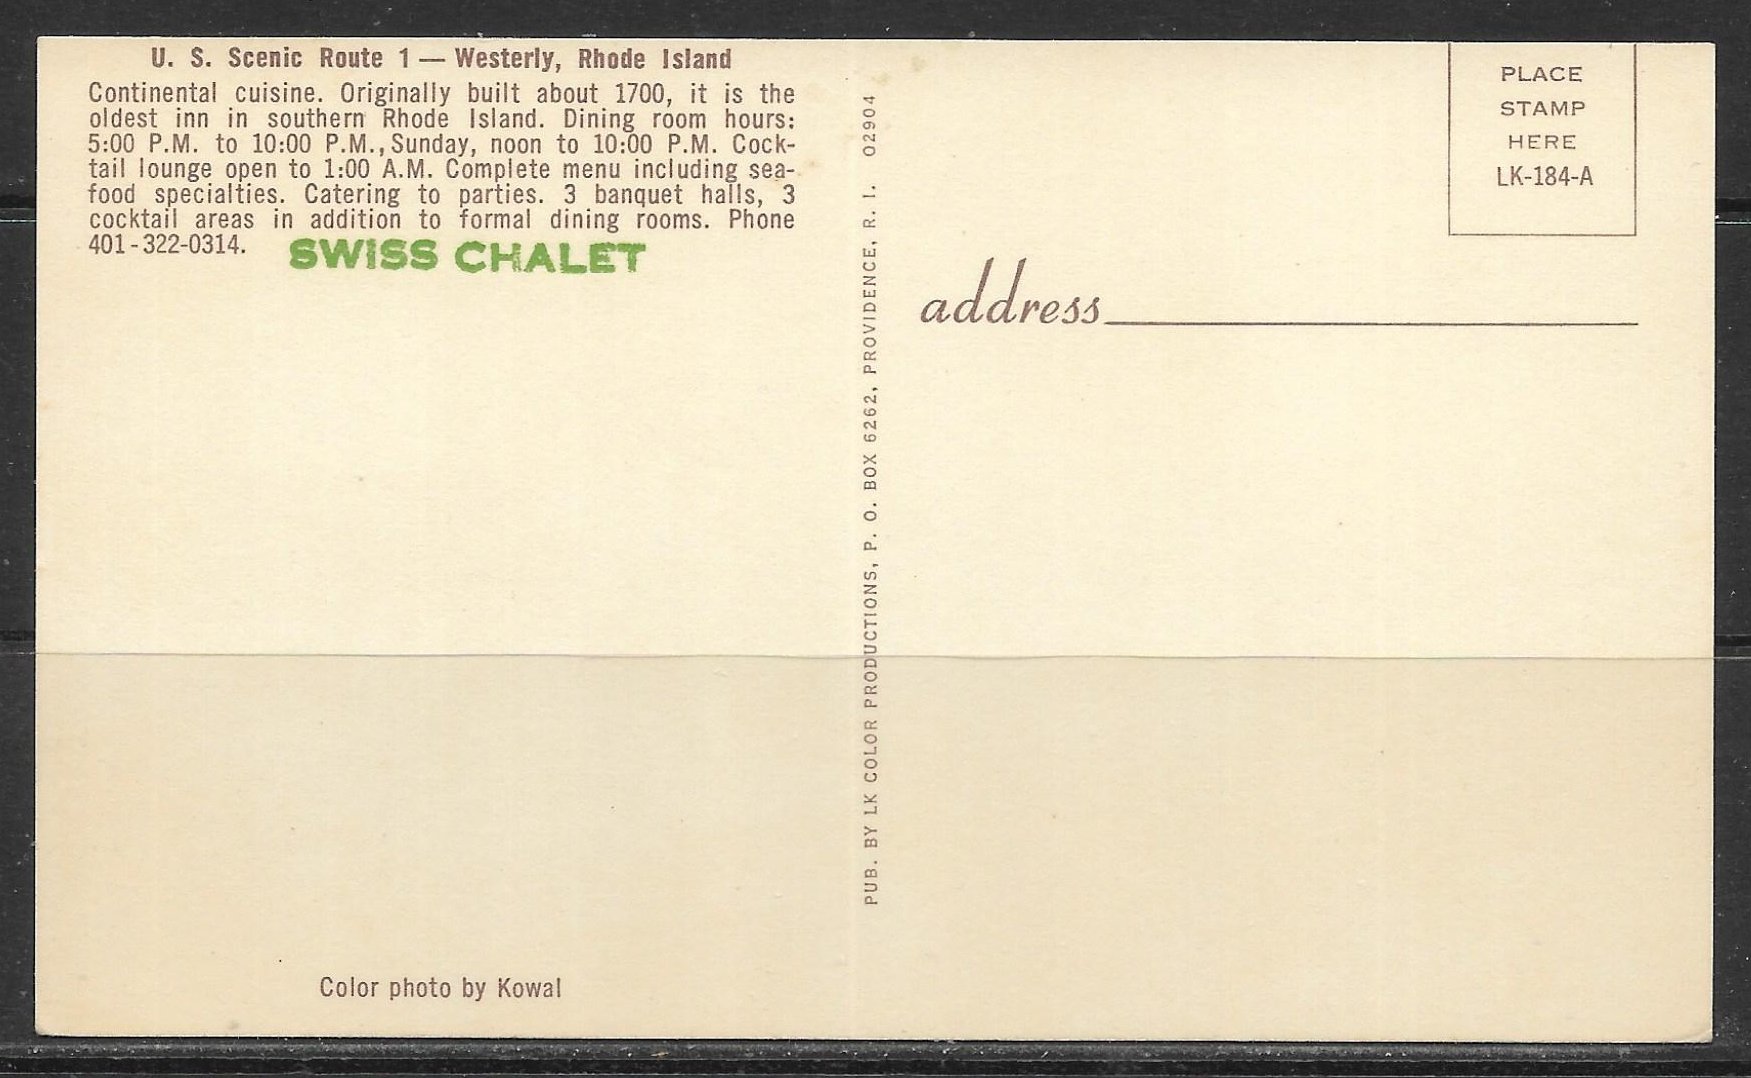 U. S. Scenic Route 1 — Westerly, Rhode Island
Continental cuisine. Originally built about 1700, it is the
oldest inn in southern Rhode Island. Dining room hours:
5:00 P.M. to 10:00 P.M., Sunday, noon to 10:00 P.M. Cock-
tail lounge open to 1:00 A.M. Complete menu including sea-
food specialties. Catering to parties. 3 banquet halls, 3
cocktail areas in addition to formal dining rooms. Phone
401-322-0314.
SWISS CHALET
Color photo by Kowal
PUB. BY LK COLOR PRODUCTIONS, P. O. BOX 6262, PROVIDENCE, R. I. 02904
PLACE
STAMP
HERE
LK-184-A
address